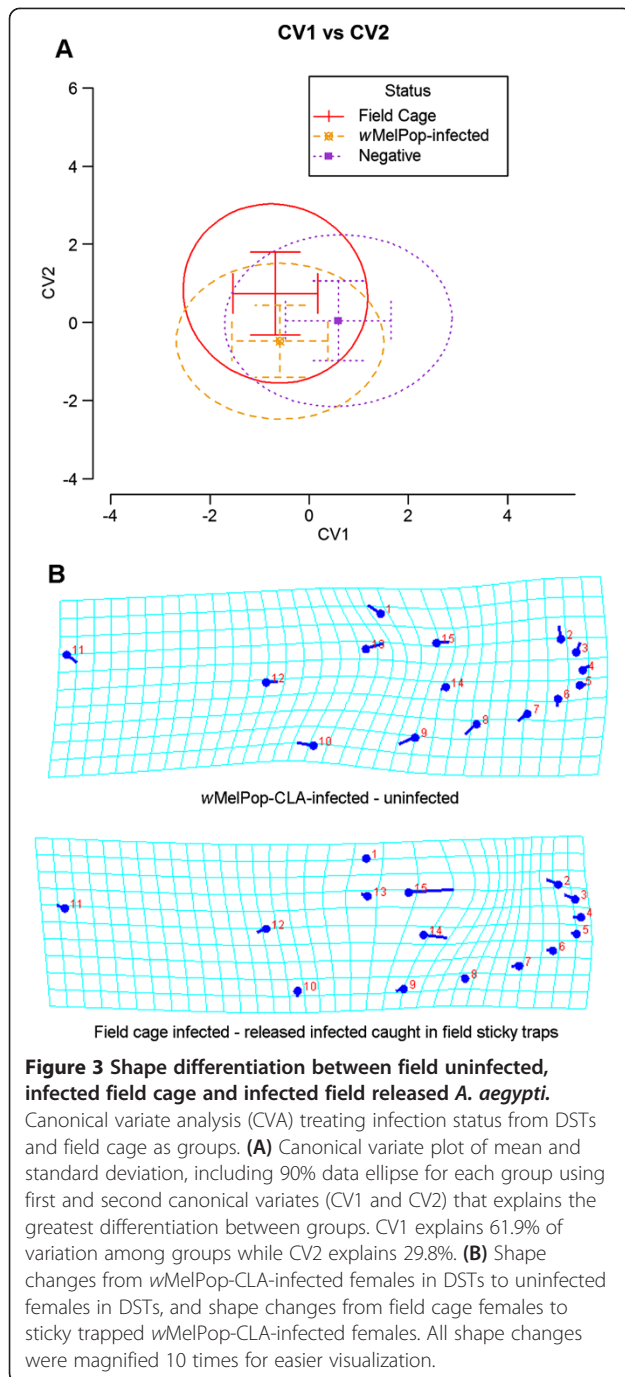 CV1 vs CV2
A
Status
Field Cage
wMelPop-infected
Negative
6
4
2
0
-2
-4
CV2
-4
-2
0
2
4
CV1
B
1
2
3
4
5
6
7
8
9
10
11
12
14
15
wMelPop-CLA-infected - uninfected
1
2
3
4
5
6
7
8
9
10
11
12
13
14
15
Field cage infected - released infected caught in field sticky traps
Figure 3 Shape differentiation between field uninfected,
infected field cage and infected field released A. aegypti.
Canonical variate analysis (CVA) treating infection status from DSTs
and field cage as groups. (A) Canonical variate plot of mean and
standard deviation, including 90% data ellipse for each group using
first and second canonical variates (CV1 and CV2) that explains the
greatest differentiation between groups. CV1 explains 61.9% of
variation among groups while CV2 explains 29.8%. (B) Shape
changes from wMelPop-CLA-infected females in DSTs to uninfected
females in DSTs, and shape changes from field cage females to
sticky trapped wMelPop-CLA-infected females. All shape changes
were magnified 10 times for easier visualization.